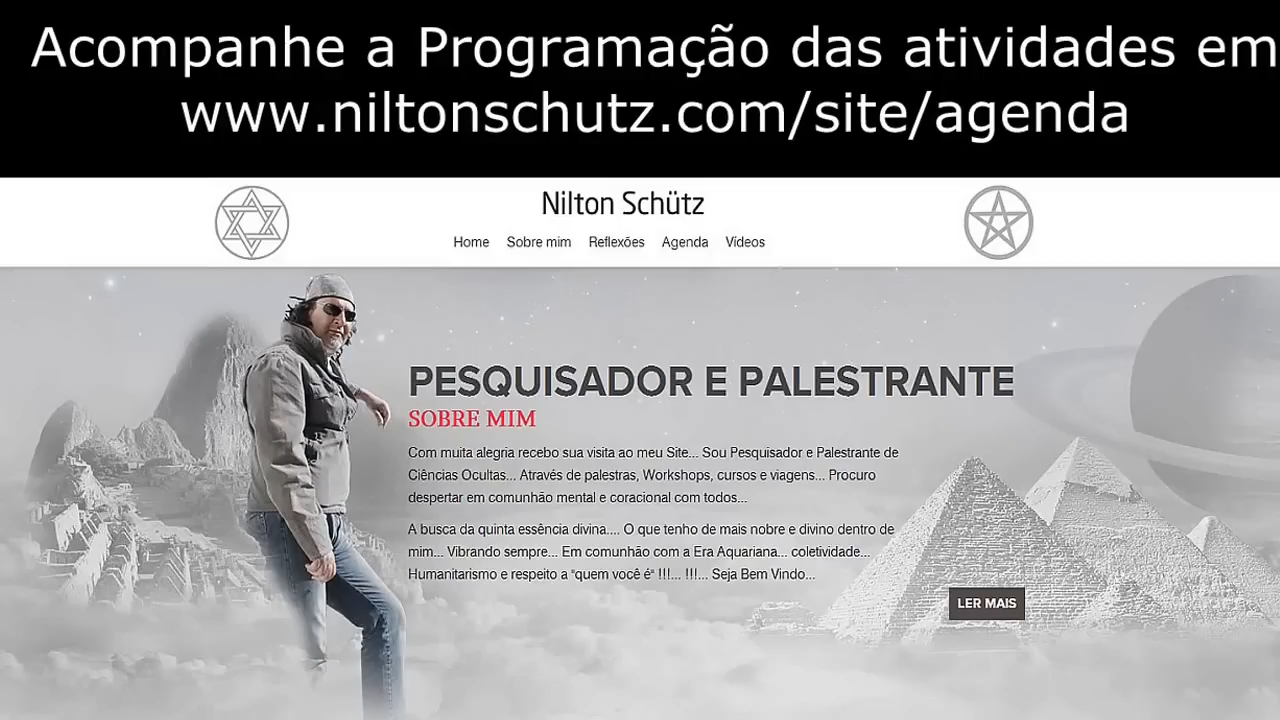 Acompanhe a Programação das atividades em
www.niltonschutz.com/site/agenda
Nilton Schütz
Home Sobre mim Reflexões Agenda Vídeos
PESQUISADOR E PALESTRANTE
SOBRE MIM
Com muita alegria recebo sua visita ao meu Site... Sou Pesquisador e Palestrante de
Ciências Ocultas... Através de palestras, Workshops, cursos e viagens... Procuro
despertar em comunhão mental e coracional com todos...
A busca da quinta essência divina.... O que tenho de mais nobre e divino dentro de
mim... Vibrando sempre... Em comunhão com a Era Aquariana... coletividade...
Humanitarismo e respeito a "quem você é" !!!... !!!... Seja Bem Vindo...
LER MAIS